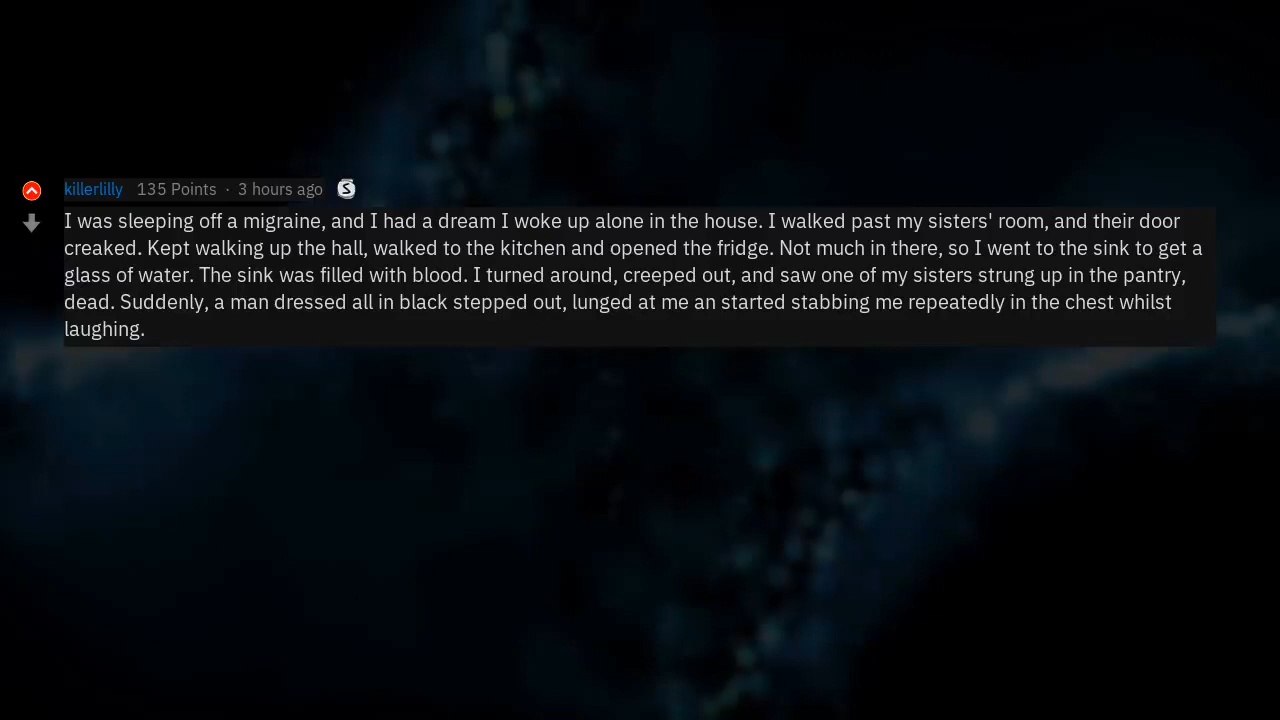 killerlilly 135 Points · 3 hours ago S
I was sleeping off a migraine, and I had a dream I woke up alone in the house. I walked past my sisters' room, and their door
creaked. Kept walking up the hall, walked to the kitchen and opened the fridge. Not much in there, so I went to the sink to get a
glass of water. The sink was filled with blood. I turned around, creeped out, and saw one of my sisters strung up in the pantry,
dead. Suddenly, a man dressed all in black stepped out, lunged at me an started stabbing me repeatedly in the chest whilst
laughing.